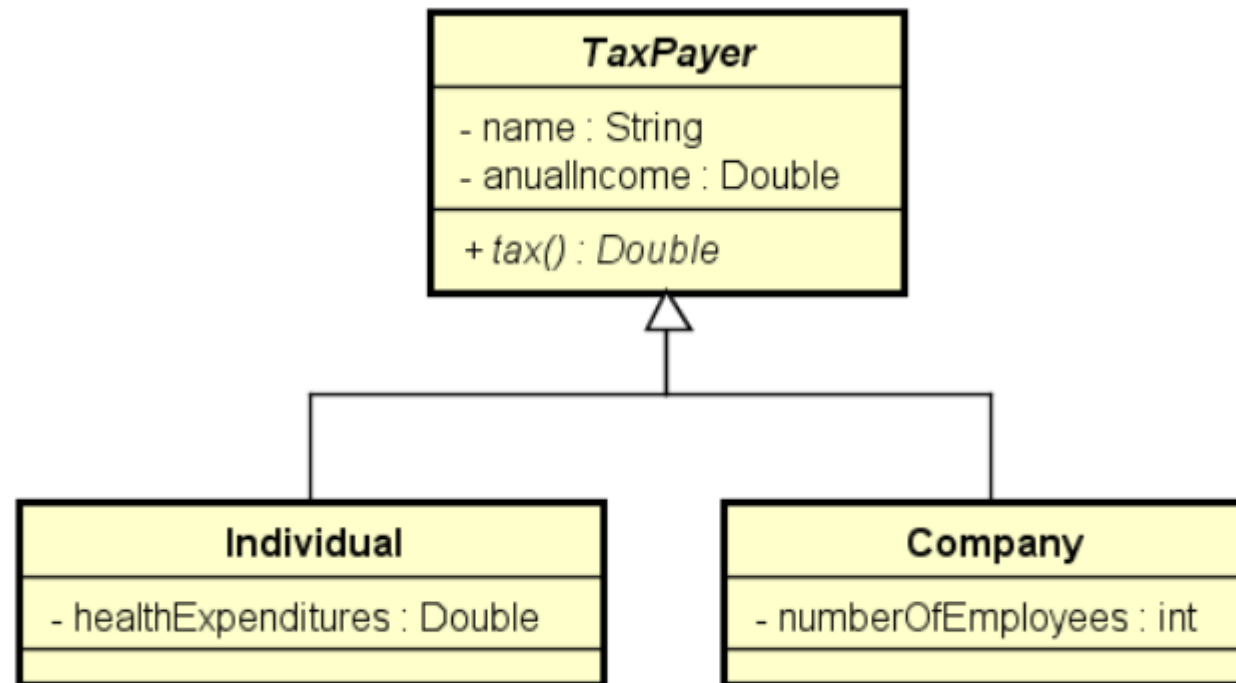 TaxPayer
- name : String
- anualIncome : Double
+ tax() : Double
Individual
- healthExpenditures : Double
Company
- numberOfEmployees : int